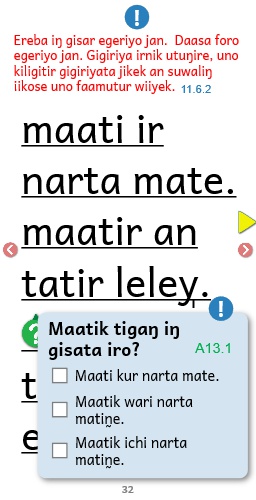 !
Ereba iŋ gisar egeriyo jan. Daasa foro
egeriyo jan. Gigiriya irnik utuŋire, uno
kiligitir gigiriyata jikek an suwaliŋ
iikose uno faamutur wiiyek. 11.6.2
maati ir
narta mate.
maatir an
tatir leley.
!
?
Maatik tigaŋ iŋ
gisata iro? A13.1
Maati kur narta mate.
Maatik wari narta
matiŋe.
Maatik ichi narta
matiŋe.
t
e
32